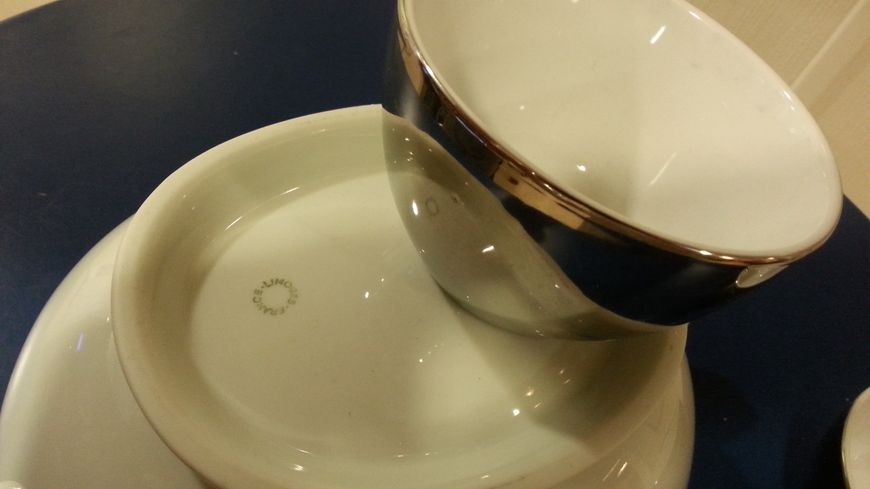 LIMOGES · FRANCE ·